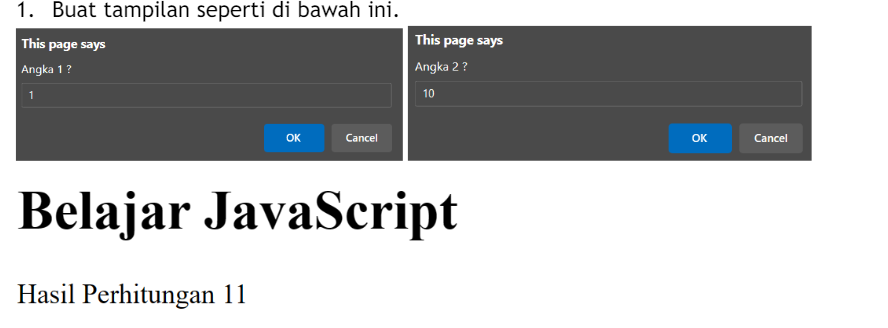 1. Buat tampilan seperti di bawah ini.
This page says
Angka 1 ?
1
OK Cancel
This page says
Angka 2 ?
10
OK Cancel
Belajar JavaScript
Hasil Perhitungan 11